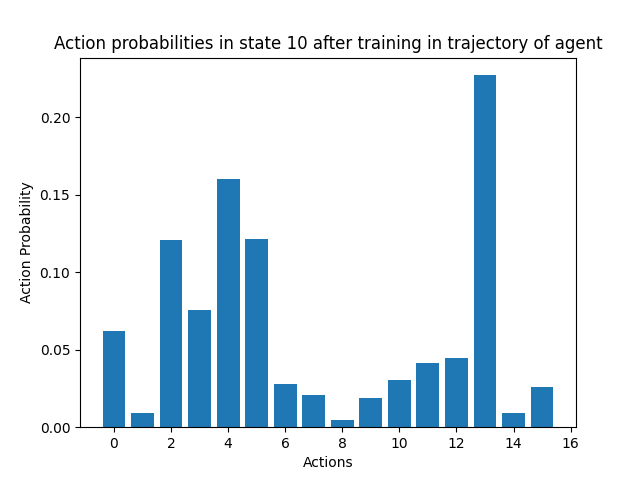 Action probabilities in state 10 after training in trajectory of agent
0.20
0.15
0.10
0.05
0.00
Action Probability
0 2 4 6 8 10 12 14 16
Actions